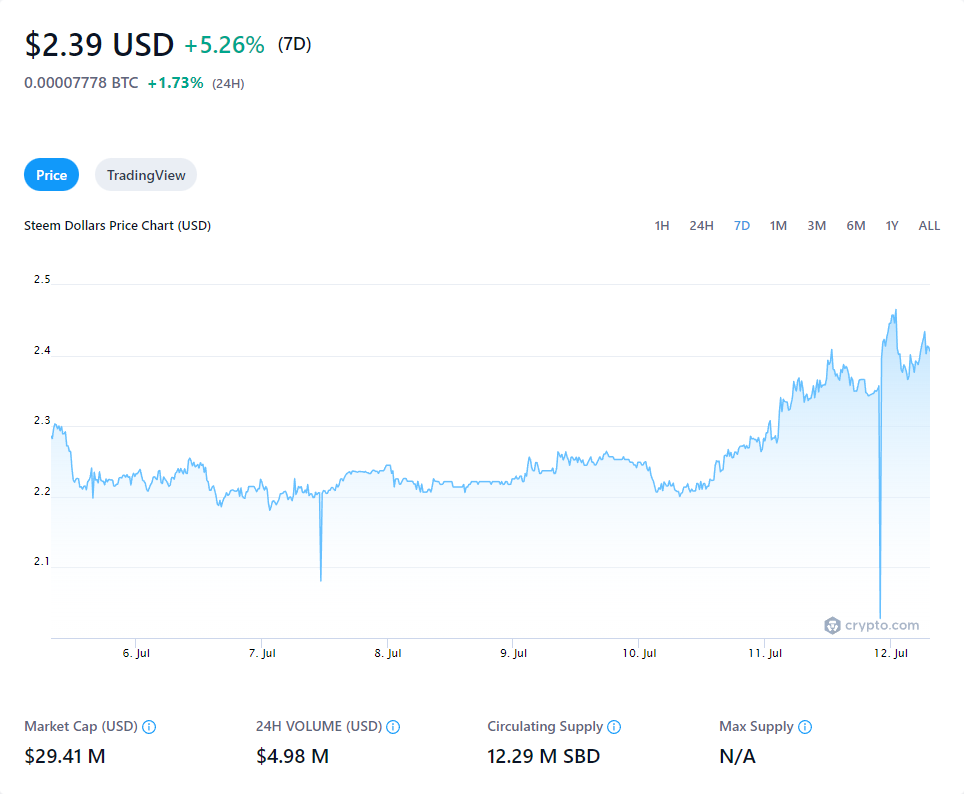 $2.39 USD +5.26% (7D)
0.00007778 BTC +1.73% (24H)
Price TradingView
Steem Dollars Price Chart (USD) 1H 24H 7D 1M 3M 6M 1Y ALL
2.5
2.4
2.3
2.2
2.1
crypto.com
6. Jul 7. Jul 8. Jul 9. Jul 10. Jul 11. Jul 12. Jul
Market Cap (USD) 24H VOLUME (USD) Circulating Supply Max Supply
$29.41 M $4.98 M 12.29 M SBD N/A